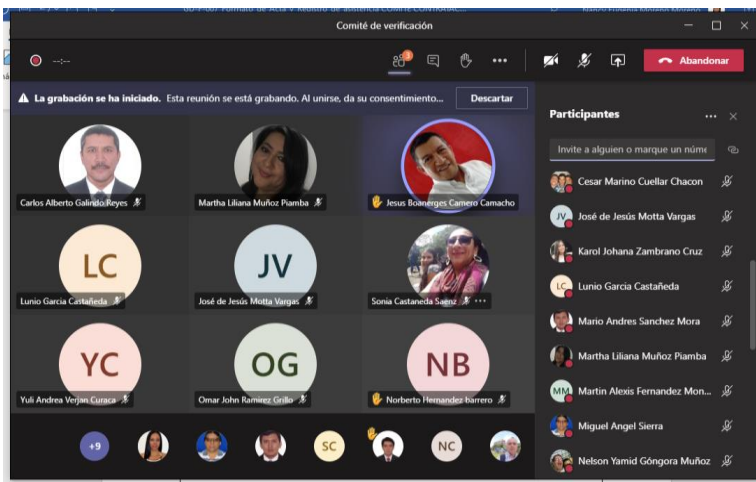 Comité de verificación
--:--
3
Abandonar
La grabación se ha iniciado. Esta reunión se está grabando. Al unirse, da su consentimiento...
Descartar
Carlos Alberto Galindo Reyes
Martha Liliana Muñoz Piamba
Jesus Boanerges Camero Camacho
LC
Lunio Garcia Castañeda
JV
José de Jesús Motta Vargas
Sonia Castaneda Saenz
YC
Yuli Andrea Verjan Curaca
OG
Omar John Ramirez Grillo
NB
Norberto Hernandez barrero
+9
SC
NC
Participantes
Invite a alguien o marque un núme
Cesar Marino Cuellar Chacon
JV
José de Jesús Motta Vargas
Karol Johana Zambrano Cruz
LC
Lunio Garcia Castañeda
Mario Andres Sanchez Mora
Martha Liliana Muñoz Piamba
MM
Martin Alexis Fernandez Mon...
Miguel Angel Sierra
Nelson Yamid Góngora Muñoz